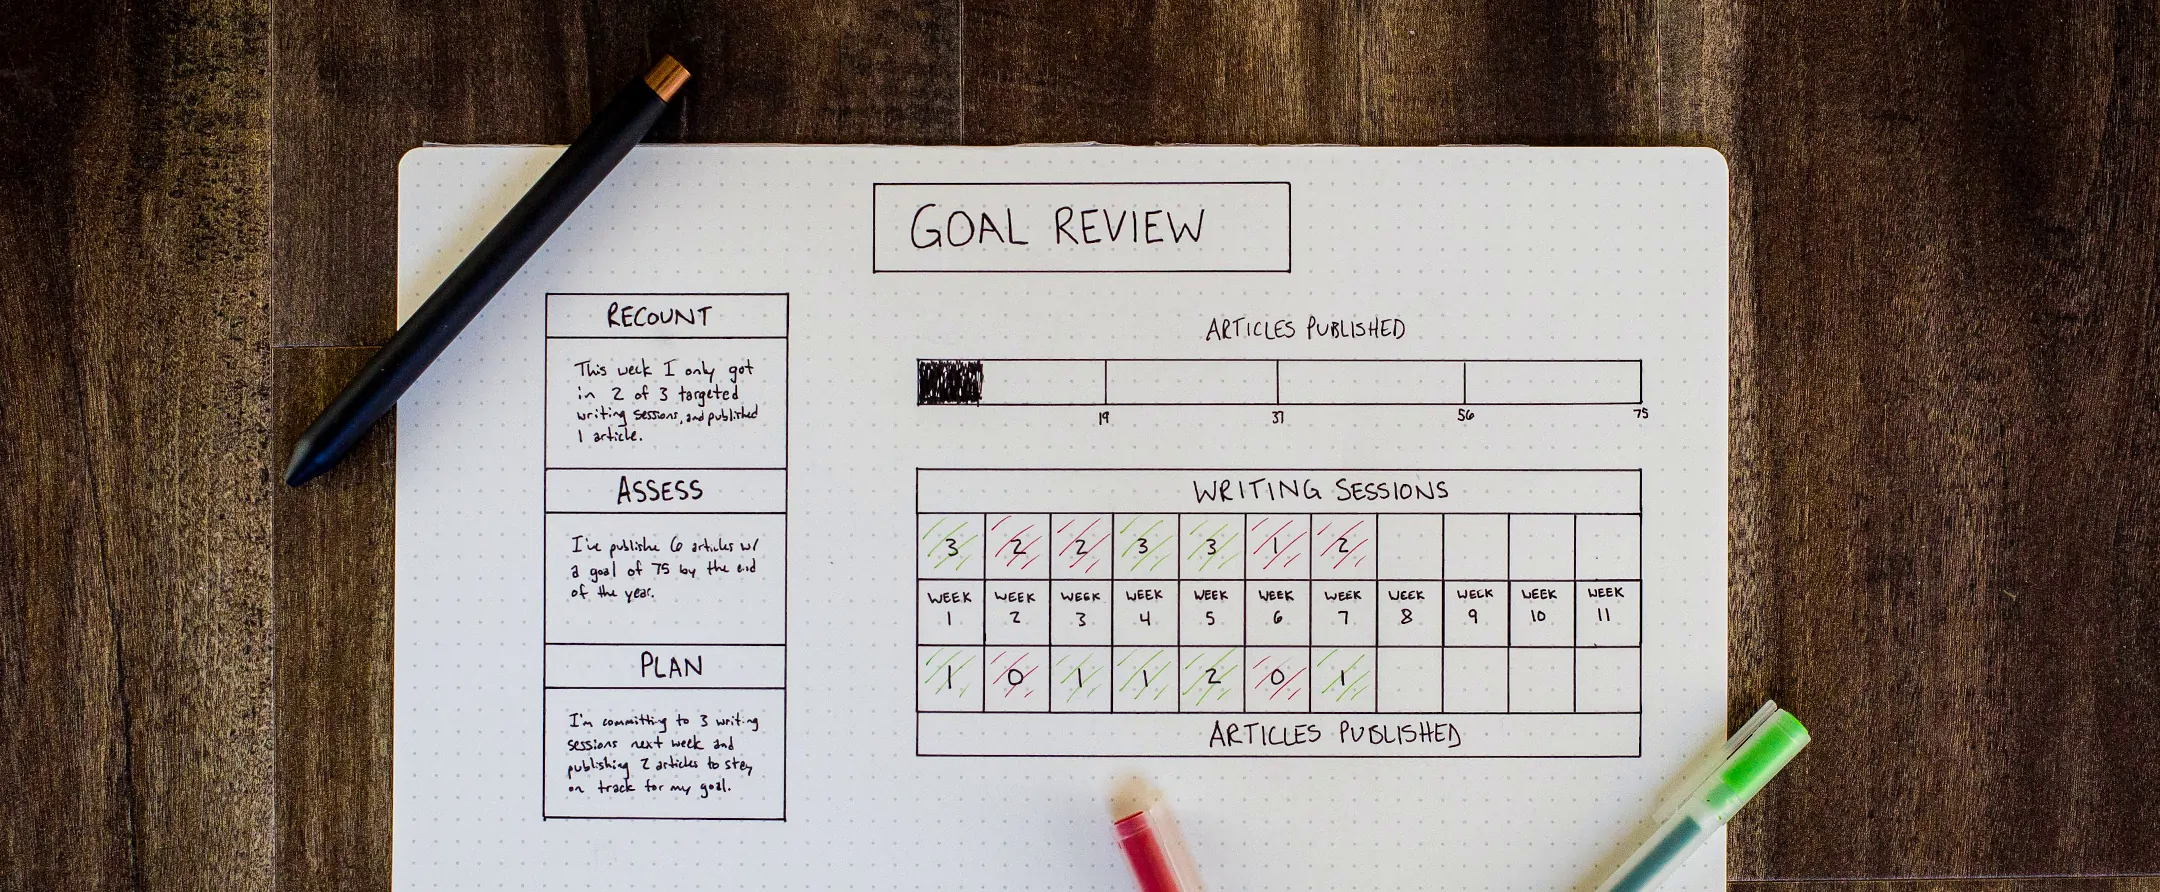 GOAL REVIEW
RECOUNT
This week I only got
in 2 of 3 targeted
writing sessions, and published
1 article.
ASSESS
I've publishe 6 articles w/
a goal of 75 by the end
of the year.
PLAN
I'm committing to 3 writing
sessions next week and
publishing 2 articles to stay
on track for my goal.
ARTICLES PUBLISHED
19 37 56 75
WRITING SESSIONS
3 2 2 3 3 1 2
WEEK WEEK WEEK WEEK WEEK WEEK WEEK WEEK WEEK WEEK WEEK
1 2 3 4 5 6 7 8 9 10 11
1 0 1 1 2 0 1
ARTICLES PUBLISHED